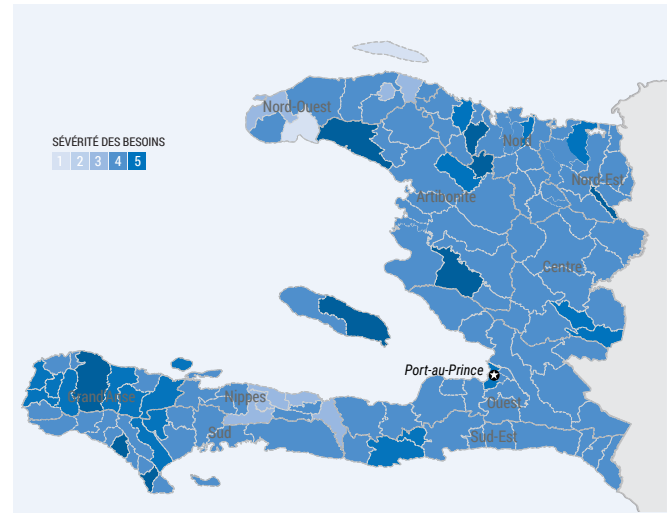 Nord-Ouest
SÉVÉRITÉ DES BESOINS
1 2 3 4 5
Nord
Nord-Est
Artibonite
Centre
Port-au-Prince
Grand'Anse
Nippes
Ouest
Sud
Sud-Est